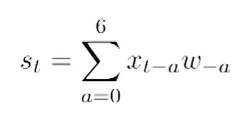 $s_t = \sum_{a=0}^{6} x_{t-a} w_{-a}$